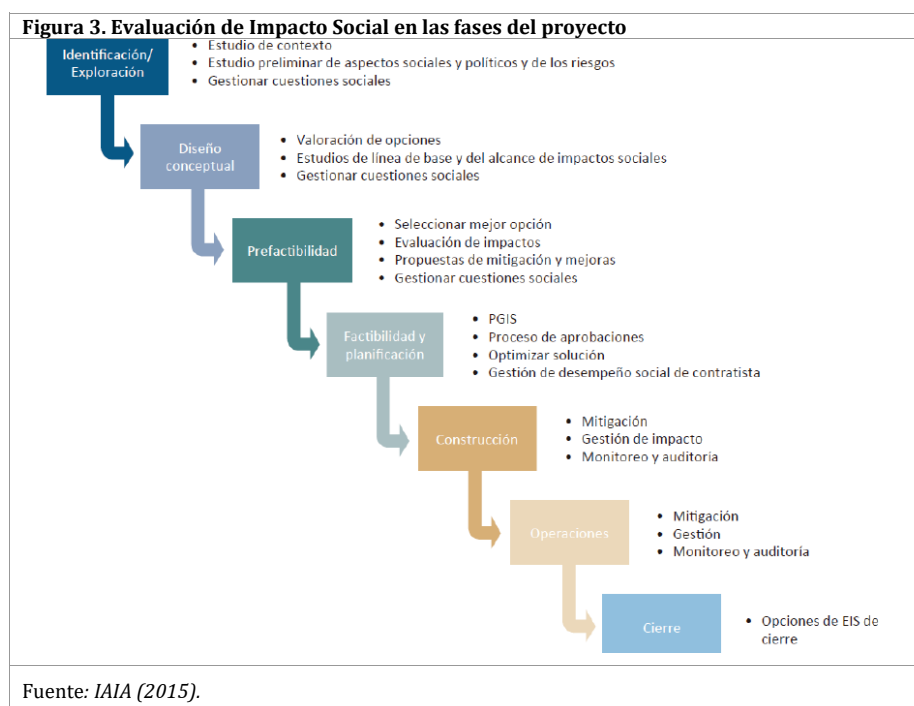 Figura 3. Evaluación de Impacto Social en las fases del proyecto
Identificación/
Exploración
• Estudio de contexto
• Estudio preliminar de aspectos sociales y políticos y de los riesgos
• Gestionar cuestiones sociales
Diseño
conceptual
• Valoración de opciones
• Estudios de línea de base y del alcance de impactos sociales
• Gestionar cuestiones sociales
Prefactibilidad
• Seleccionar mejor opción
• Evaluación de impactos
• Propuestas de mitigación y mejoras
• Gestionar cuestiones sociales
Factibilidad y
planificación
• PGIS
• Proceso de aprobaciones
• Optimizar solución
• Gestión de desempeño social de contratista
Construcción
• Mitigación
• Gestión de impacto
• Monitoreo y auditoría
Operaciones
• Mitigación
• Gestión
• Monitoreo y auditoría
Cierre
• Opciones de EIS de
cierre
Fuente: IAIA (2015).